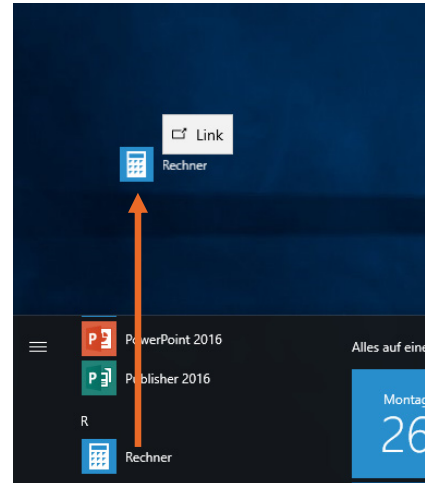 Link
Rechner
PowerPoint 2016
Publisher 2016
R
Rechner
Alles auf eine
Montag
26